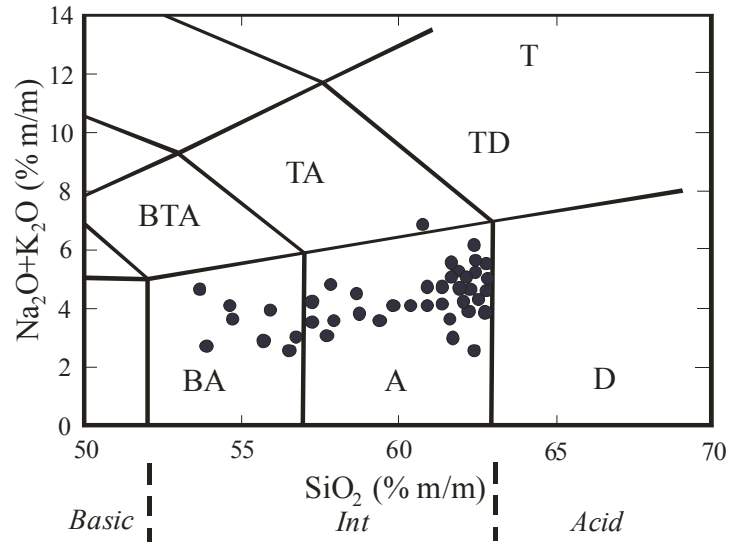 14
12
10
8
6
4
2
0
Na₂O+K₂O (% m/m)
T
TD
TA
BTA
BA
A
D
50 55 60 65 70
SiO₂ (% m/m)
Basic Int Acid